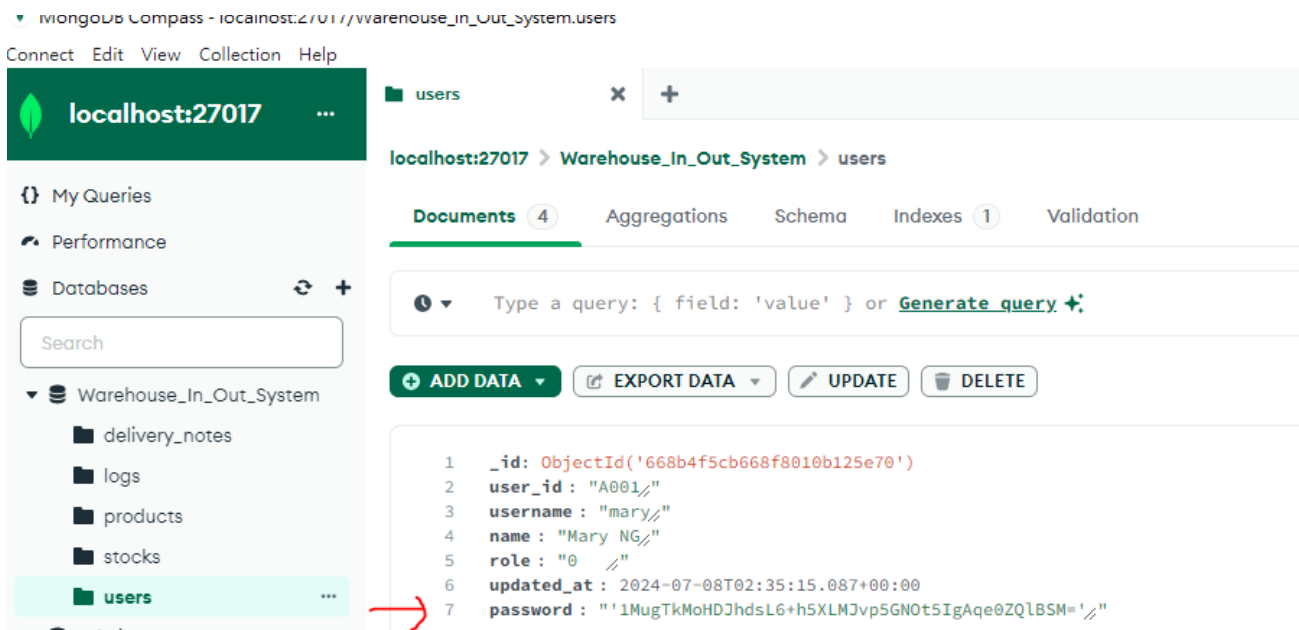 MongoDB Compass - localhost:27017/Warehouse_In_Out_System.users
Connect Edit View Collection Help
localhost:27017 ...
users
localhost:27017 > Warehouse_In_Out_System > users
{} My Queries
Documents 4 Aggregations Schema Indexes 1 Validation
Performance
Databases
Type a query: { field: 'value' } or Generate query
Search
ADD DATA EXPORT DATA UPDATE DELETE
Warehouse_In_Out_System
delivery_notes
logs
products
stocks
users ...
1 _id: ObjectId('668b4f5cb668f8010b125e70')
2 user_id : "A001"
3 username : "mary"
4 name : "Mary NG"
5 role : "0"
6 updated_at : 2024-07-08T02:35:15.087+00:00
7 password : "'1MugTkMoHDJhdsL6+h5XLMJvp5GNOt5IgAqe0ZQlBSM='"